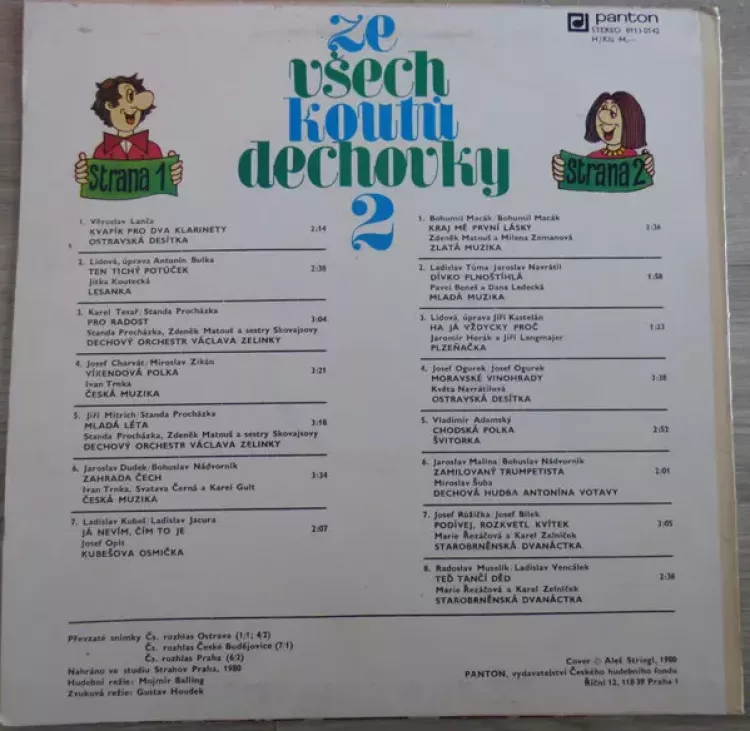 panton
STEREO 8113 0142
H/Kčs 44,—
ze
všech
koutů
dechovky
2
Strana 1
Strana 2
1. Víťoslav Lanča
KVAPÍK PRO DVA KLARINETY 2:14
OSTRAVSKÁ DESÍTKA
2. Lidová, úprava Antonín Bulka
TEN TICHÝ POTŮČEK 2:38
Jitka Koutecká
LESANKA
3. Karel Tesař/Standa Procházka
PRO RADOST 3:04
Standa Procházka, Zdeněk Matouš a sestry Skovajsovy
DECHOVÝ ORCHESTR VÁCLAVA ZELINKY
4. Josef Charvát/Miroslav Zikán
VÍKENDOVÁ POLKA 3:21
Ivan Trnka
ČESKÁ MUZIKA
5. Jiří Mitrich/Standa Procházka
MLADÁ LÉTA 3:18
Standa Procházka, Zdeněk Matouš a sestry Skovajsovy
DECHOVÝ ORCHESTR VÁCLAVA ZELINKY
6. Jaroslav Dudek/Bohuslav Nádvorník
ZAHRADA ČECH 3:34
Ivan Trnka, Svatava Černá a Karel Gult
ČESKÁ MUZIKA
7. Ladislav Kubeš/Ladislav Jacura
JÁ NEVÍM, ČÍM TO JE 2:07
Josef Opit
KUBEŠOVA OSMIČKA
1. Bohumil Macák/Bohumil Macák
KRAJ MÉ PRVNÍ LÁSKY 3:36
Zdeněk Matouš a Milena Zemanová
ZLATÁ MUZIKA
2. Ladislav Tůma/Jaroslav Navrátil
DÍVKO PLNOŠTÍHLÁ 1:58
Pavel Beneš a Dana Ledecká
MLADÁ MUZIKA
3. Lidová, úprava Jiří Kastelán
HA JÁ VŽDYCKY PROČ 1:23
Jaromír Horák a Jiří Langmajer
PLZEŇAČKA
4. Josef Ogurek/Josef Ogurek
MORAVSKÉ VINOHRADY 3:38
Květa Navrátilová
OSTRAVSKÁ DESÍTKA
5. Vladimír Adamský
CHODSKÁ POLKA 2:52
ŠVITORKA
6. Jaroslav Malina/Bohuslav Nádvorník
ZAMILOVANÝ TRUMPETISTA 2:01
Miroslav Šuba
DECHOVÁ HUDBA ANTONÍNA VOTAVY
7. Josef Růžička/Josef Bílek
PODÍVEJ, ROZKVETL KVÍTEK 3:05
Marie Řezáčová a Karel Zelníček
STAROBRNĚNSKÁ DVANÁCTKA
8. Radoslav Muselík/Ladislav Vencálek
TEĎ TANČÍ DĚD 2:38
Marie Řezáčová a Karel Zelníček
STAROBRNĚNSKÁ DVANÁCTKA
Převzaté snímky Čs. rozhlas Ostrava (1/1; 4/2)
Čs. rozhlas České Budějovice (7/1)
Čs. rozhlas Praha (6/2)
Nahráno ve studiu Strahov Praha, 1980
Hudební režie: Mojmír Balling
Zvuková režie: Gustav Houdek
Cover © Aleš Striegl, 1980
PANTON, vydavatelství Českého hudebního fondu
Říční 12, 118 39 Praha 1